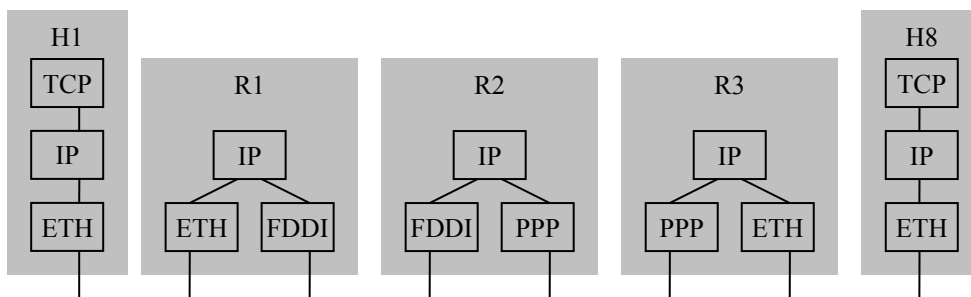 H1 H8
TCP R1 R2 R3 TCP
IP IP IP IP IP
ETH ETH FDDI FDDI PPP PPP ETH ETH